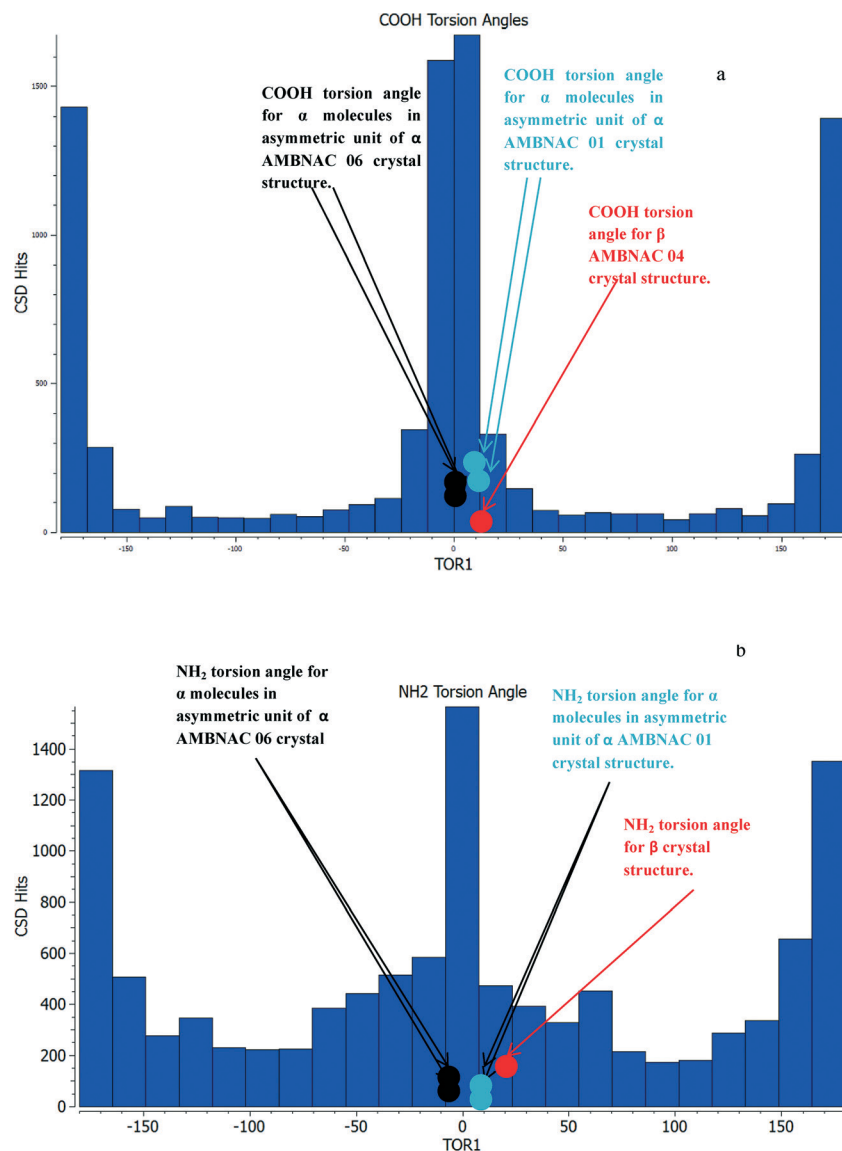 COOH Torsion Angles
a
COOH torsion angle
for α molecules in
asymmetric unit of α
AMBNAC 06 crystal
structure.
COOH torsion angle
for α molecules in
asymmetric unit of α
AMBNAC 01 crystal
structure.
COOH torsion
angle for β
AMBNAC 04
crystal structure.
CSD Hits
1500
1000
500
0
-150
-100
-50
0
50
100
150
TOR1
b
NH₂ torsion angle for
α molecules in
asymmetric unit of α
AMBNAC 06 crystal
NH2 Torsion Angle
NH₂ torsion angle for α
molecules in asymmetric
unit of α AMBNAC 01
crystal structure.
NH₂ torsion angle
for β crystal
structure.
CSD Hits
1400
1200
1000
800
600
400
200
0
-150
-100
-50
0
50
100
150
TOR1